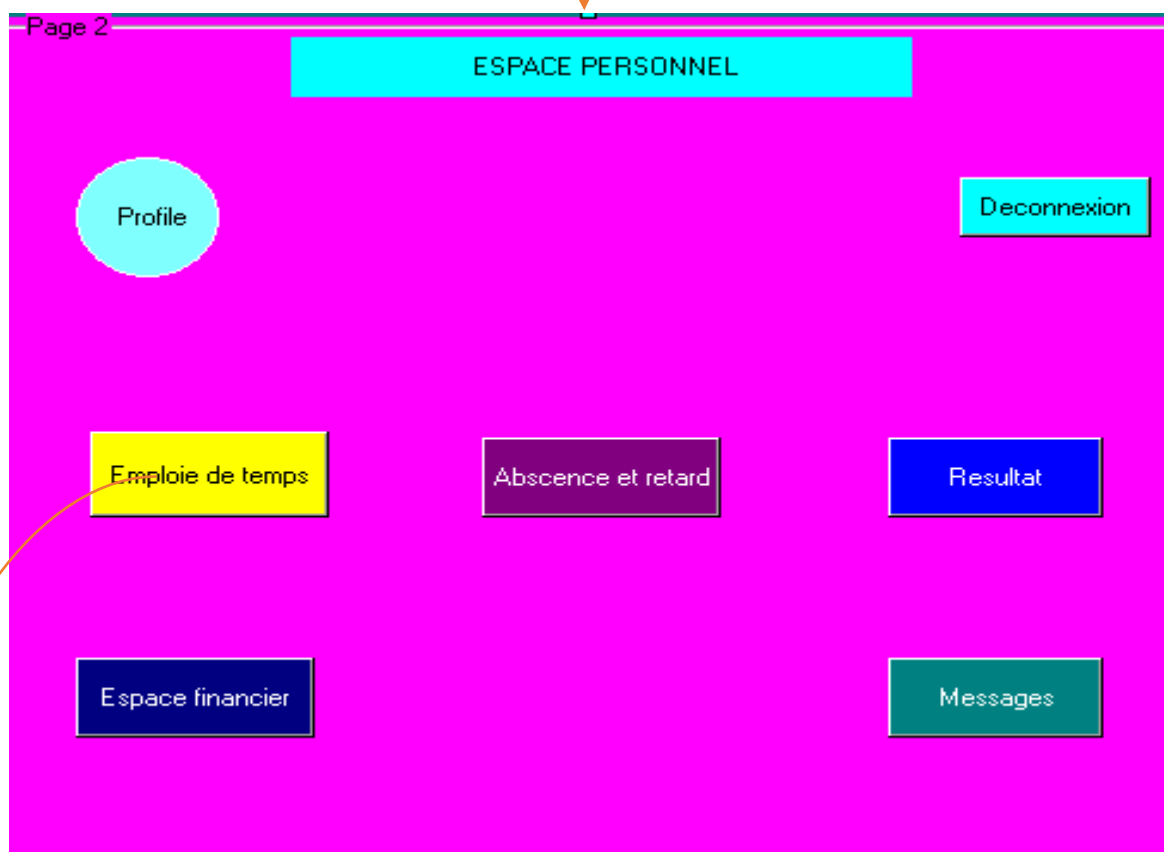 Page 2
ESPACE PERSONNEL
Profile
Deconnexion
Emploie de temps
Abscence et retard
Resultat
Espace financier
Messages